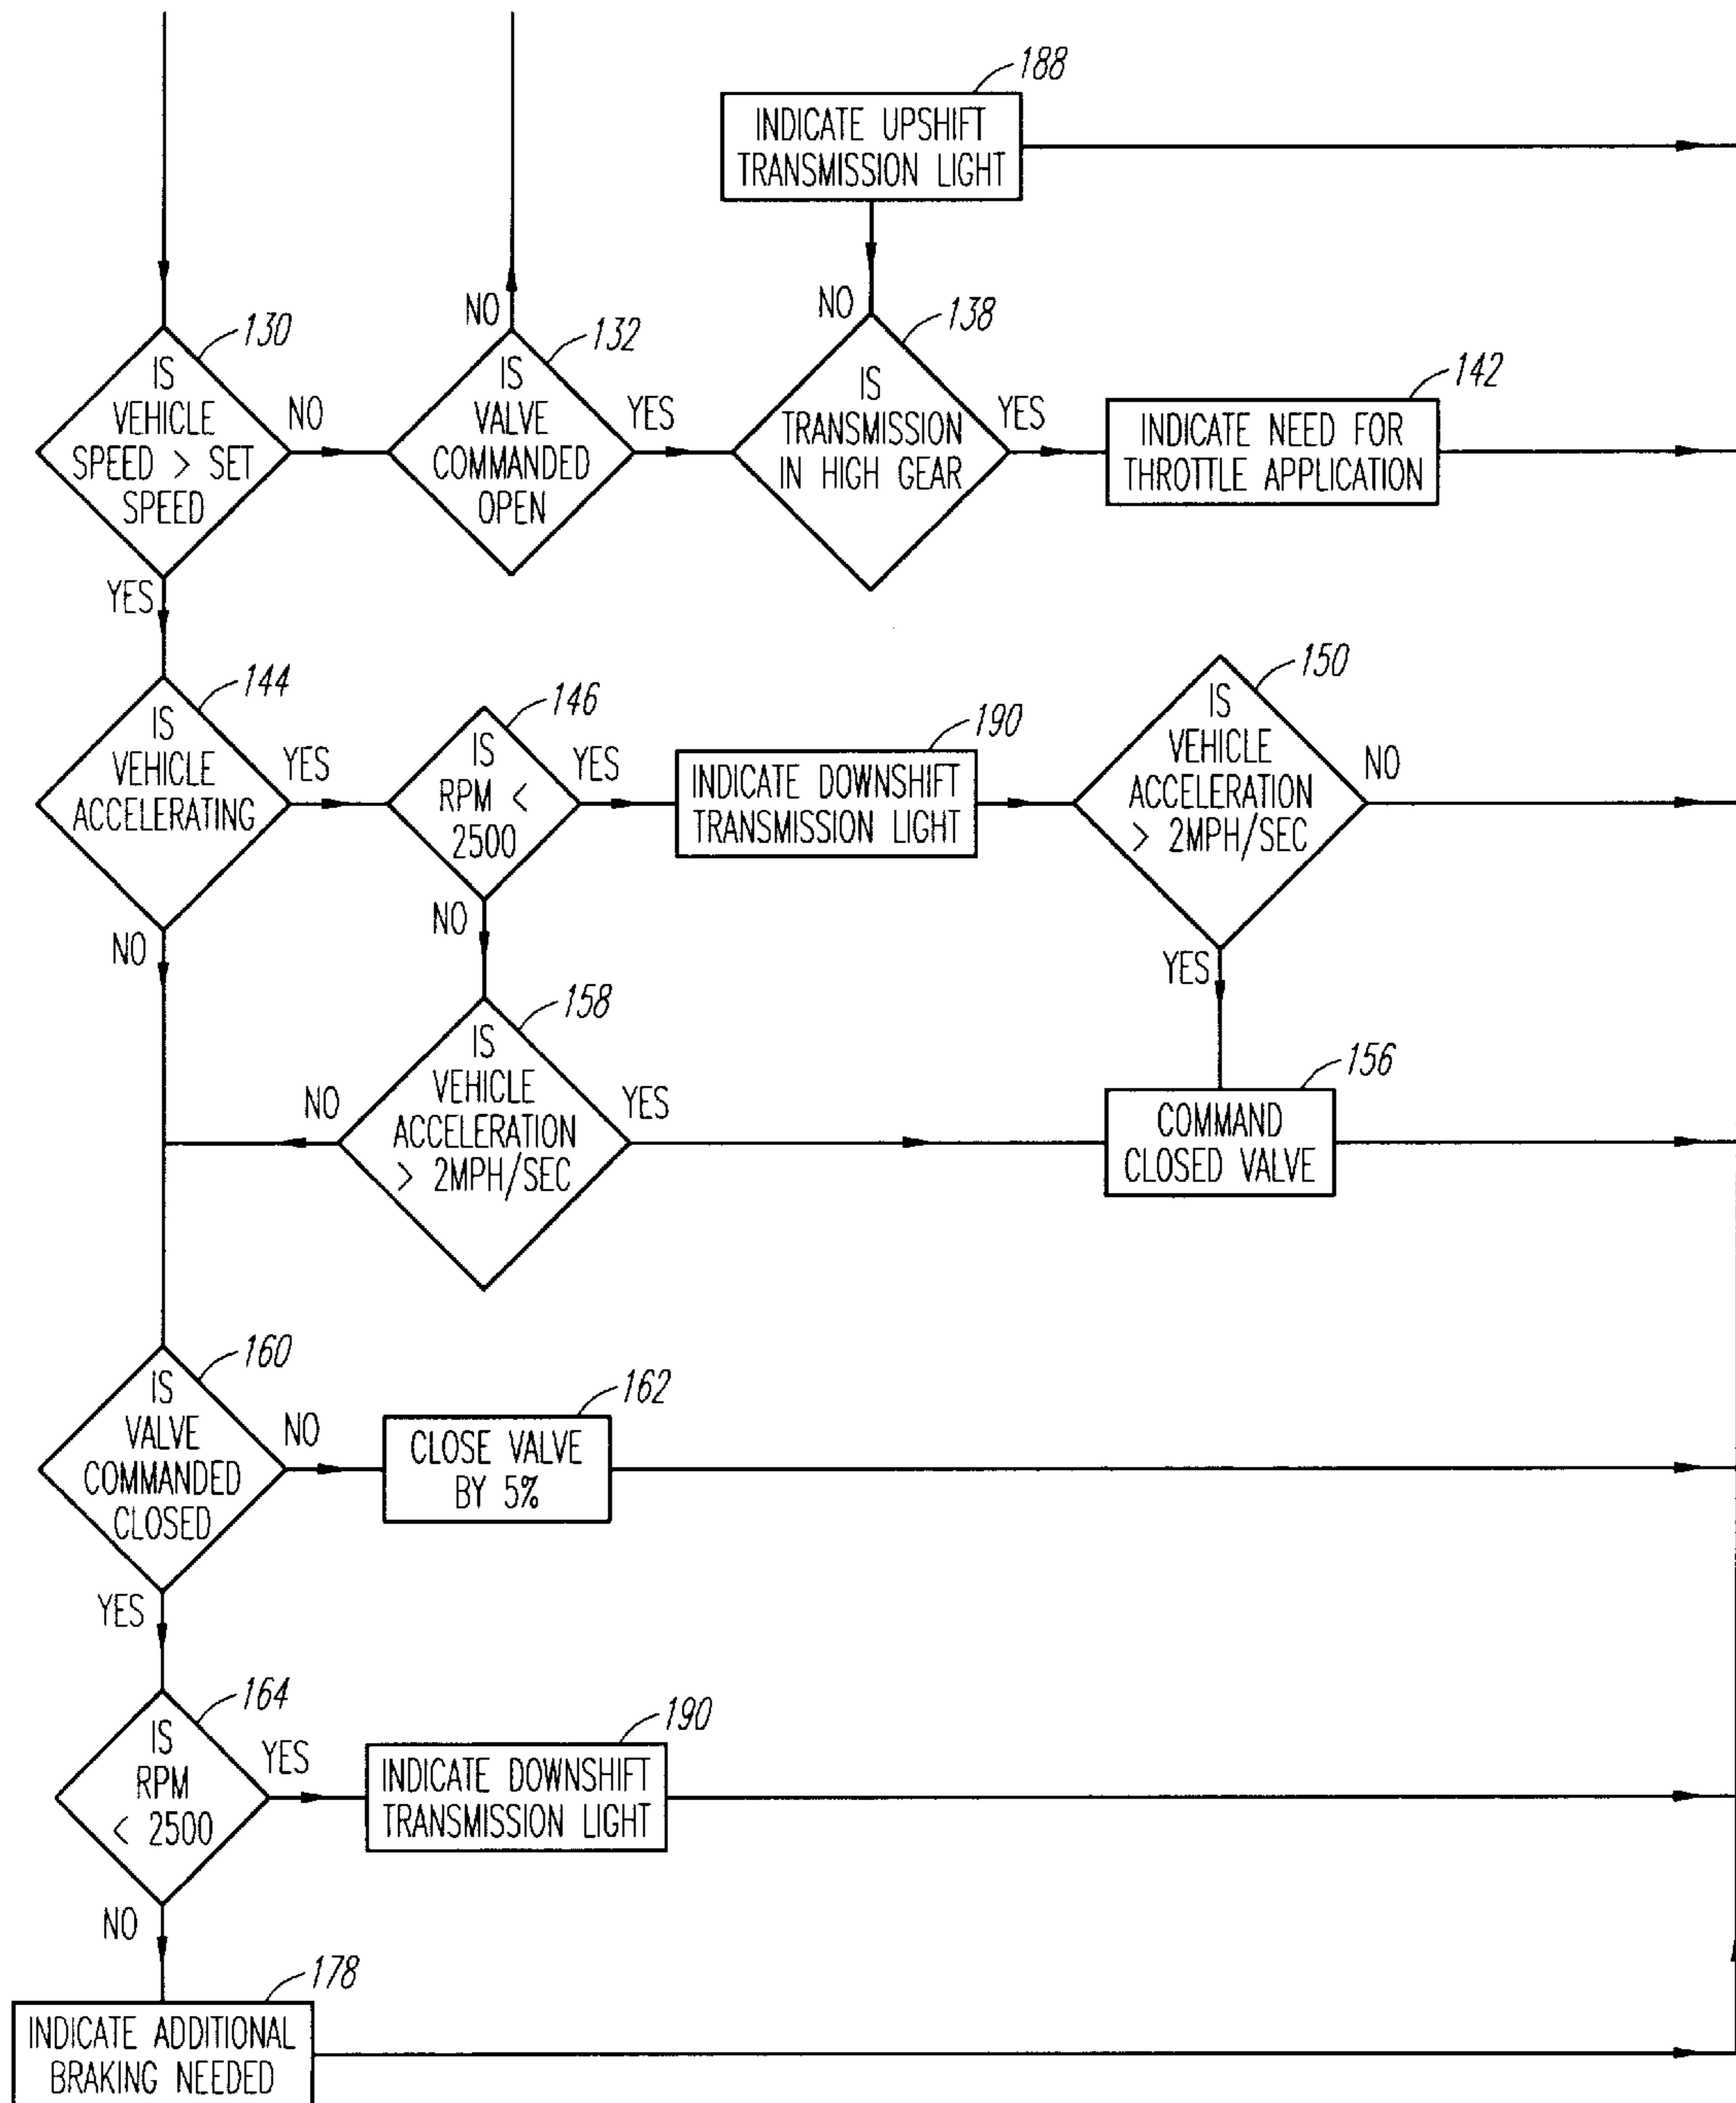 188
INDICATE UPSHIFT
TRANSMISSION LIGHT
NO
130
IS
VEHICLE
SPEED > SET
SPEED
NO
YES
NO
132
IS
VALVE
COMMANDED
OPEN
YES
138
IS
TRANSMISSION
IN HIGH GEAR
YES
142
INDICATE NEED FOR
THROTTLE APPLICATION
144
IS
VEHICLE
ACCELERATING
YES
NO
146
IS
RPM <
2500
YES
NO
190
INDICATE DOWNSHIFT
TRANSMISSION LIGHT
150
IS
VEHICLE
ACCELERATION
> 2MPH/SEC
NO
YES
158
IS
VEHICLE
ACCELERATION
> 2MPH/SEC
NO
YES
156
COMMAND
CLOSED VALVE
160
IS
VALVE
COMMANDED
CLOSED
NO
YES
162
CLOSE VALVE
BY 5%
164
IS
RPM
< 2500
YES
NO
190
INDICATE DOWNSHIFT
TRANSMISSION LIGHT
178
INDICATE ADDITIONAL
BRAKING NEEDED